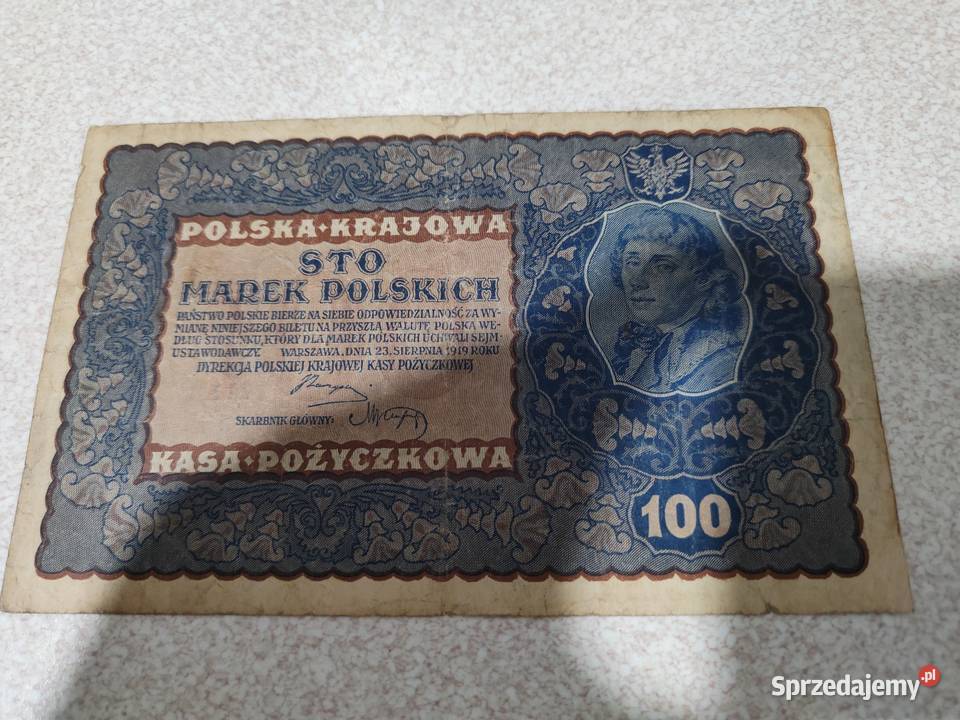 POLSKA·KRAJOWA
STO
MAREK POLSKICH
PAŃSTWO POLSKIE BIERZE NA SIEBIE ODPOWIEDZIALNOŚĆ ZA WY-
MIANĘ NINIEJSZEGO BILETU NA PRZYSZŁĄ WALUTĘ POLSKĄ WE-
DŁUG STOSUNKU, KTÓRY DLA MAREK POLSKICH UCHWALI SEJM
USTAWODAWCZY. WARSZAWA, DNIA 23. SIERPNIA 1919 ROKU
DYREKCJA POLSKIEJ KRAJOWEJ KASY POŻYCZKOWEJ
SKARBNIK GŁÓWNY:
KASA·POŻYCZKOWA
100
Sprzedajemy.pl